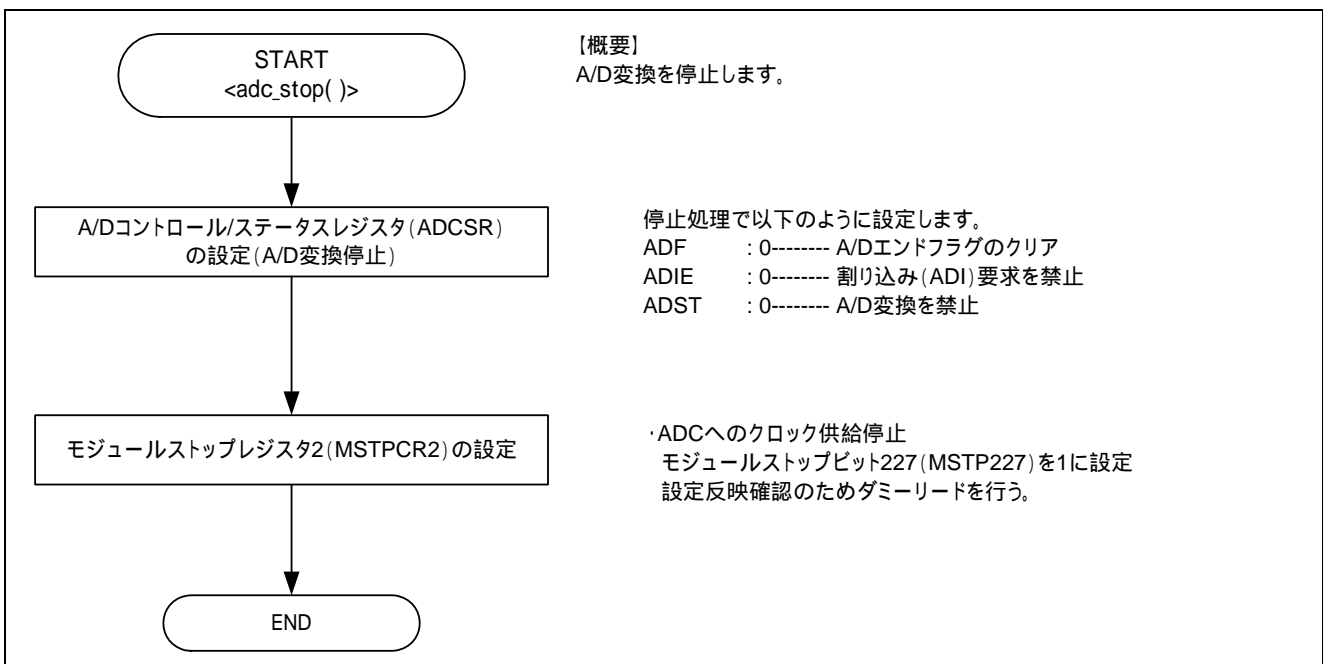 START
<adc_stop( )>
【概要】
A/D変換を停止します。
A/Dコントロール/ステータスレジスタ(ADCSR)
の設定(A/D変換停止)
停止処理で以下のように設定します。
ADF : 0-------- A/Dエンドフラグのクリア
ADIE : 0-------- 割り込み(ADI)要求を禁止
ADST : 0-------- A/D変換を禁止
モジュールストップレジスタ2(MSTPCR2)の設定
・ADCへのクロック供給停止
モジュールストップビット227(MSTP227)を1に設定
設定反映確認のためダミーリードを行う。
END